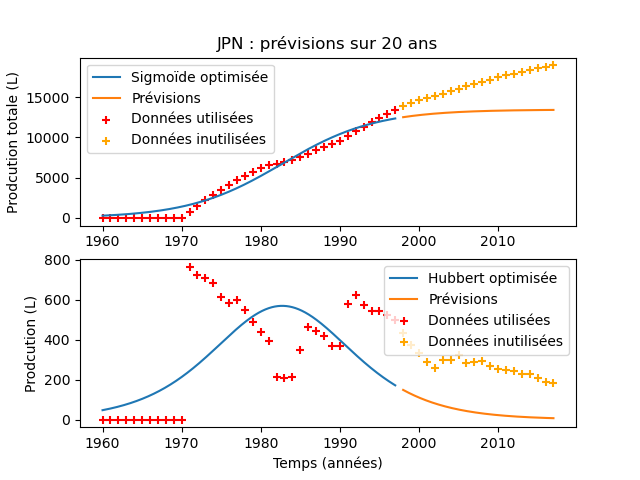 JPN : prévisions sur 20 ans
Prodcution totale (L)
15000
10000
5000
0
Sigmoïde optimisée
Prévisions
Données utilisées
Données inutilisées
1960 1970 1980 1990 2000 2010
Prodcution (L)
800
600
400
200
0
Hubbert optimisée
Prévisions
Données utilisées
Données inutilisées
1960 1970 1980 1990 2000 2010
Temps (années)